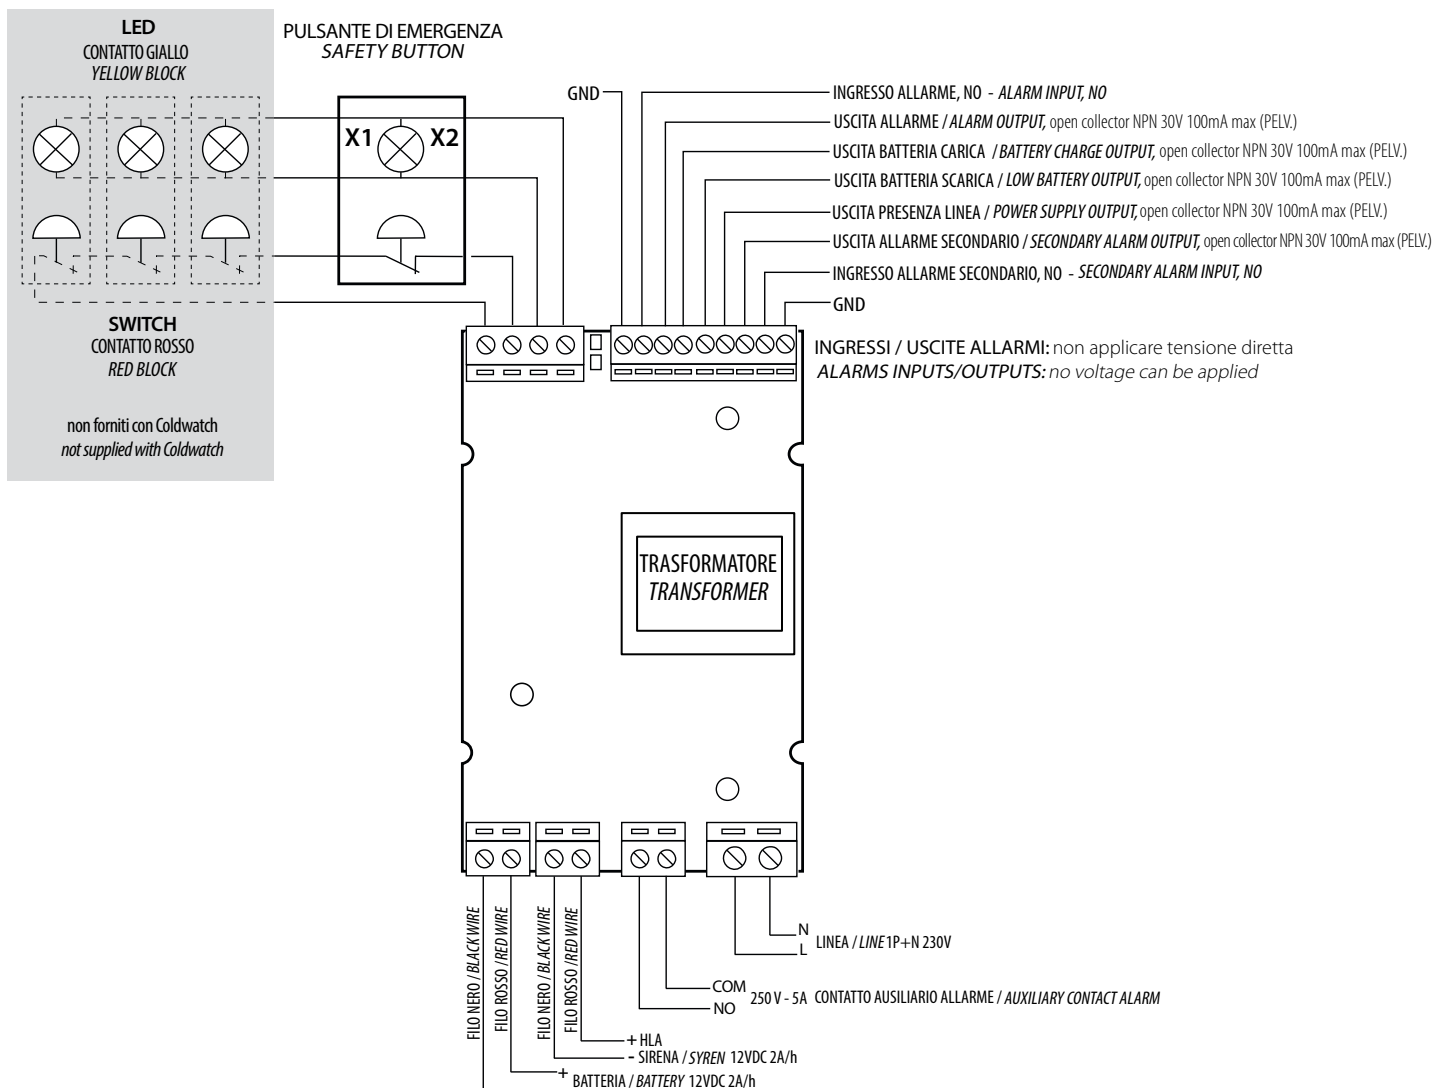 LED
CONTATTO GIALLO
YELLOW BLOCK
PULSANTE DI EMERGENZA
SAFETY BUTTON
X1 X2
GND
INGRESSO ALLARME, NO - ALARM INPUT, NO
USCITA ALLARME / ALARM OUTPUT, open collector NPN 30V 100mA max (PELV.)
USCITA BATTERIA CARICA / BATTERY CHARGE OUTPUT, open collector NPN 30V 100mA max (PELV.)
USCITA BATTERIA SCARICA / LOW BATTERY OUTPUT, open collector NPN 30V 100mA max (PELV.)
USCITA PRESENZA LINEA / POWER SUPPLY OUTPUT, open collector NPN 30V 100mA max (PELV.)
USCITA ALLARME SECONDARIO / SECONDARY ALARM OUTPUT, open collector NPN 30V 100mA max (PELV.)
INGRESSO ALLARME SECONDARIO, NO - SECONDARY ALARM INPUT, NO
GND
SWITCH
CONTATTO ROSSO
RED BLOCK
non forniti con Coldwatch
not supplied with Coldwatch
INGRESSI / USCITE ALLARMI: non applicare tensione diretta
ALARMS INPUTS/OUTPUTS: no voltage can be applied
TRASFORMATORE
TRANSFORMER
FILO NERO / BLACK WIRE
FILO ROSSO / RED WIRE
FILO NERO / BLACK WIRE
FILO ROSSO / RED WIRE
N
L
LINEA / LINE 1P+N 230V
COM
NO
250 V - 5A CONTATTO AUSILIARIO ALLARME / AUXILIARY CONTACT ALARM
+ HLA
- SIRENA / SYREN 12VDC 2A/h
+
BATTERIA / BATTERY 12VDC 2A/h